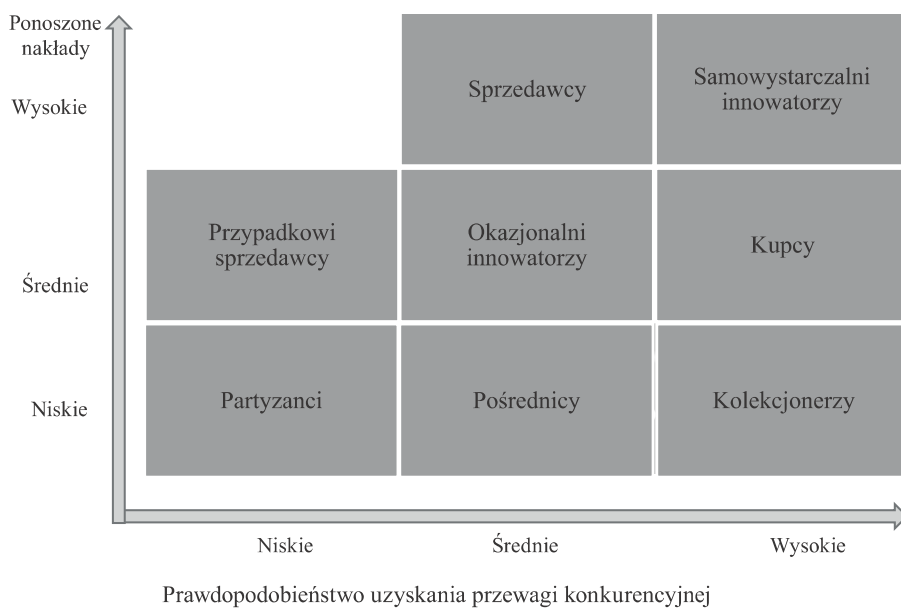 Ponoszone
nakłady
Wysokie
Sprzedawcy
Samowystarczalni
innowatorzy
Średnie
Przypadkowi
sprzedawcy
Okazjonalni
innowatorzy
Kupcy
Niskie
Partyzanci
Pośrednicy
Kolekcjonerzy
Niskie
Średnie
Wysokie
Prawdopodobieństwo uzyskania przewagi konkurencyjnej